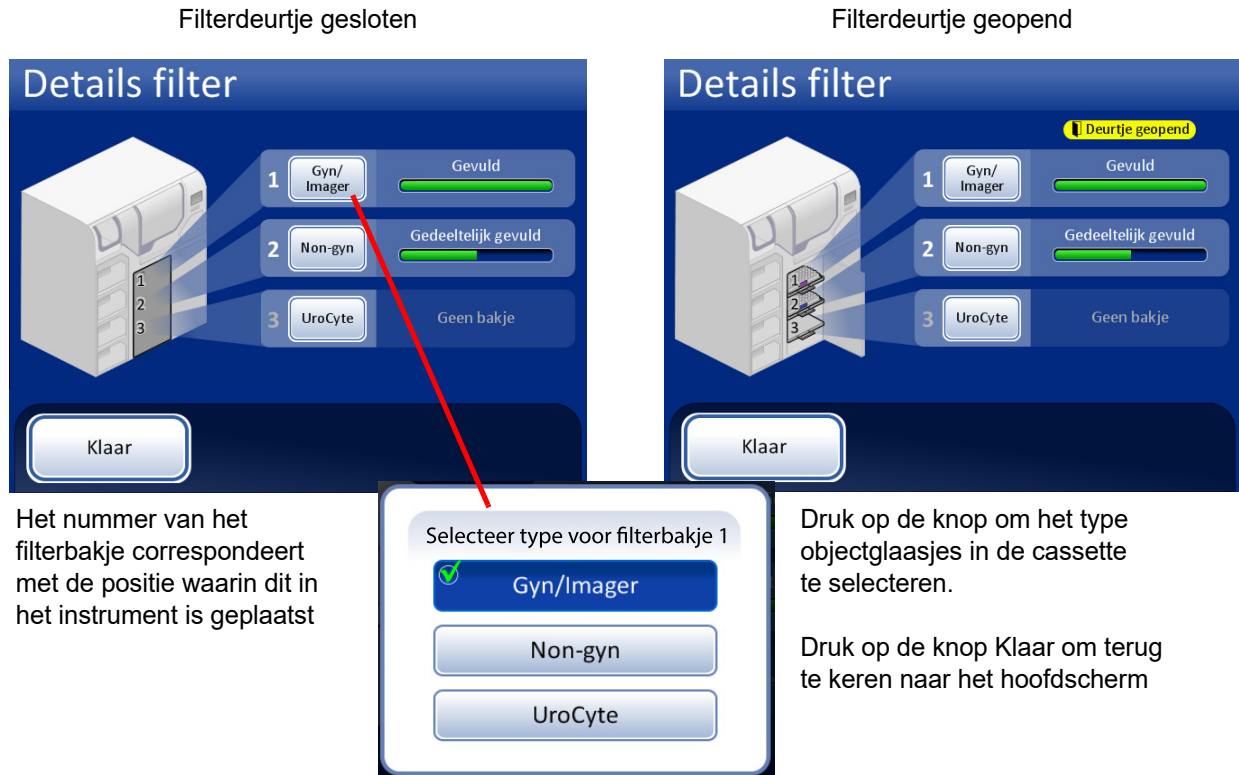 Filterdeurtje gesloten
Details filter
1
Gyn/
Imager
Gevuld
2
Non-gyn
Gedeeltelijk gevuld
3
UroCyte
Geen bakje
1
2
3
Klaar
Het nummer van het
filterbakje correspondeert
met de positie waarin dit in
het instrument is geplaatst
Selecteer type voor filterbakje 1
Gyn/Imager
Non-gyn
UroCyte
Filterdeurtje geopend
Details filter
Deurtje geopend
1
Gyn/
Imager
Gevuld
2
Non-gyn
Gedeeltelijk gevuld
3
UroCyte
Geen bakje
1
2
3
Klaar
Druk op de knop om het type
objectglaasjes in de cassette
te selecteren.
Druk op de knop Klaar om terug
te keren naar het hoofdscherm